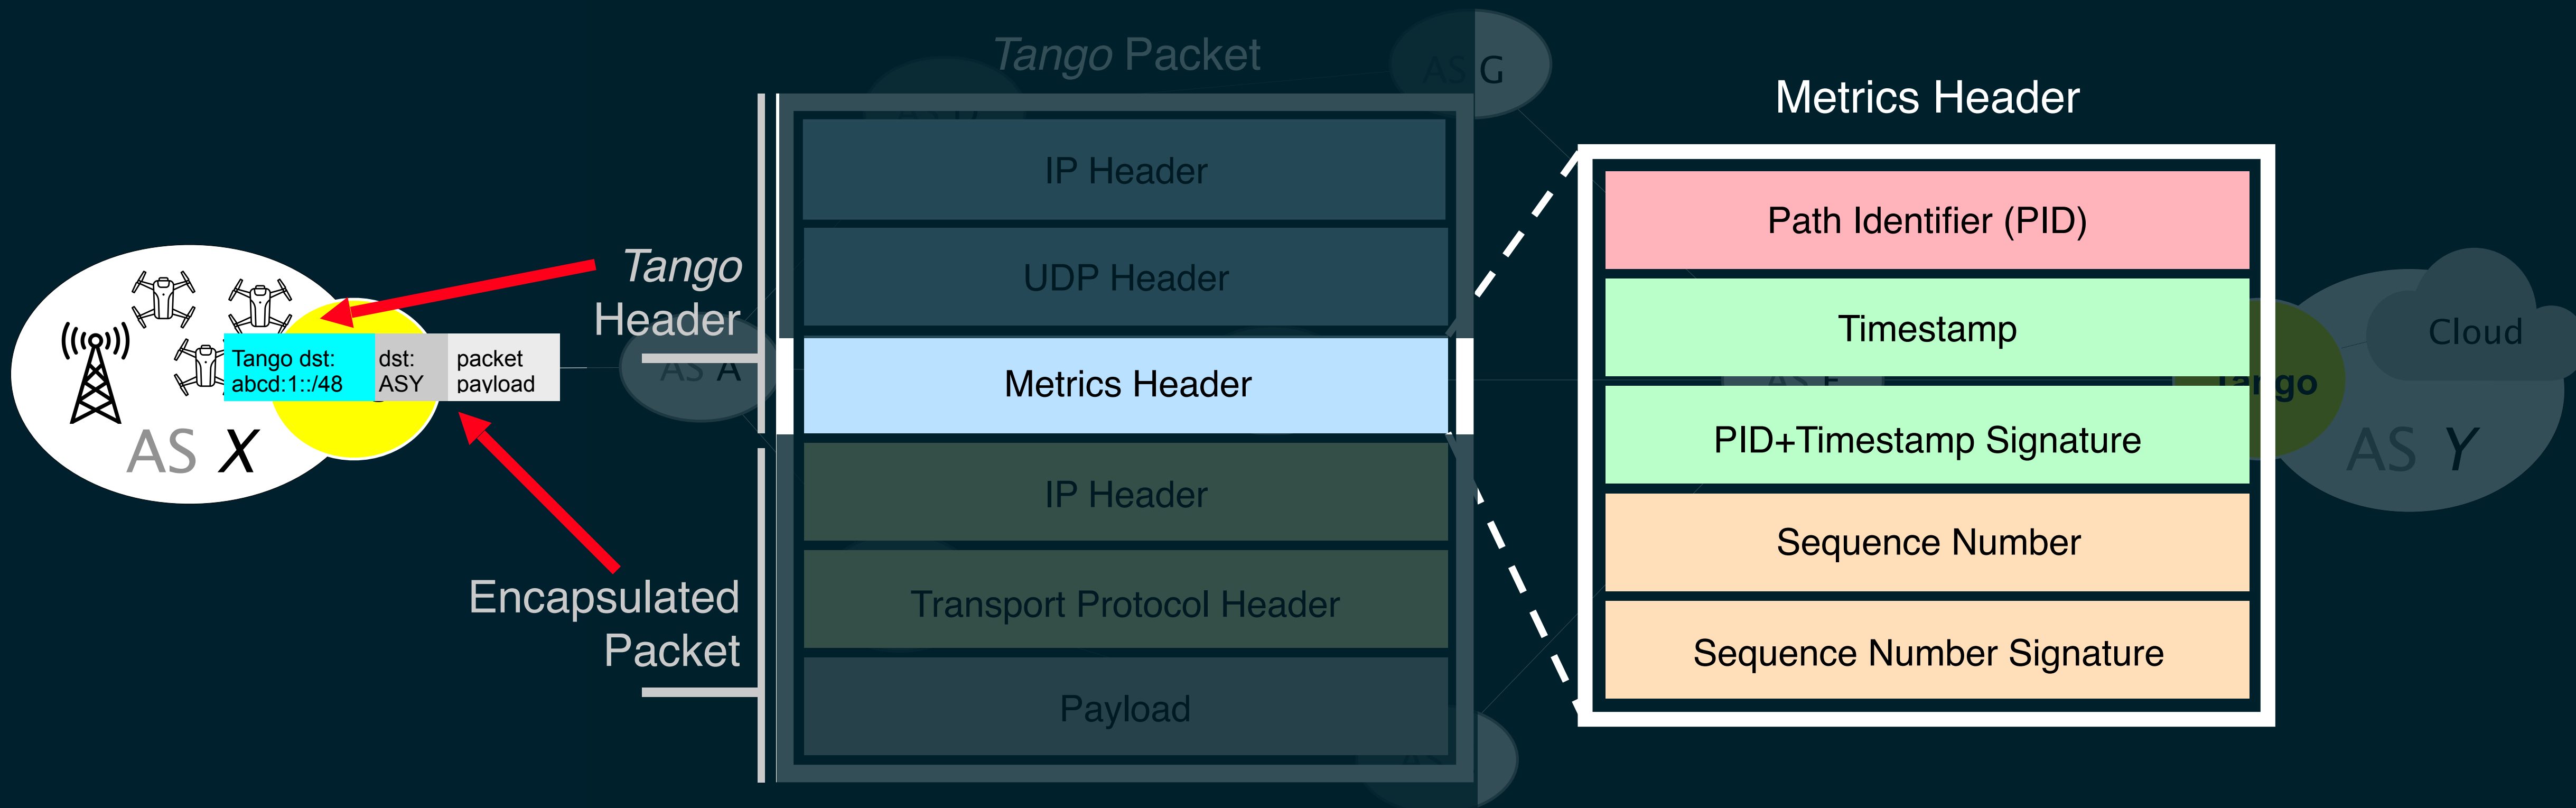 Tango Packet
AS G
Metrics Header
IP Header
UDP Header
Metrics Header
IP Header
Transport Protocol Header
Payload
Path Identifier (PID)
Timestamp
PID+Timestamp Signature
Sequence Number
Sequence Number Signature
Tango
Header
Encapsulated
Packet
Tango dst:
abcd:1::/48
dst:
ASY
packet
payload
AS X
AS A
Cloud
Tango
AS Y